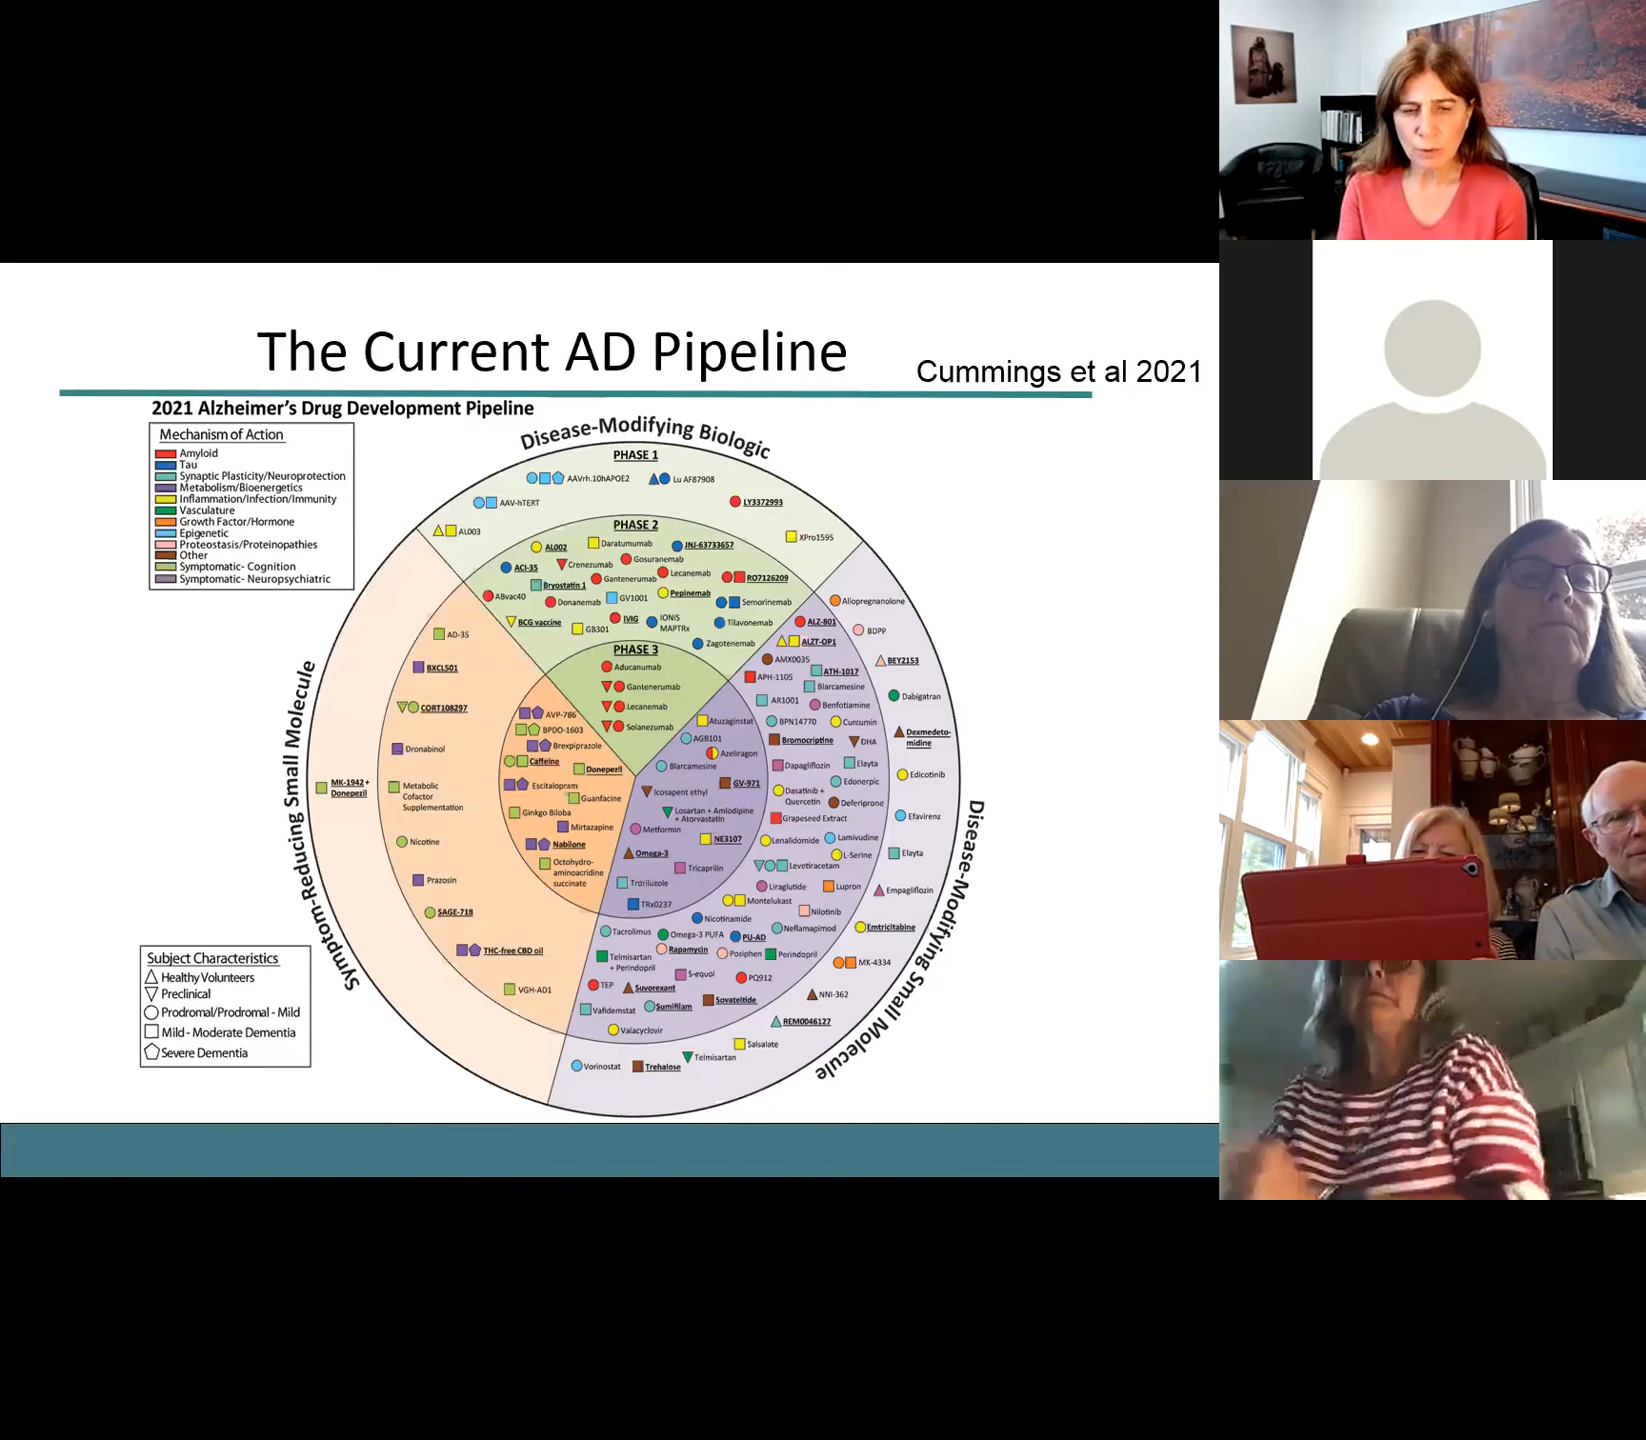 The Current AD Pipeline
Cummings et al 2021
2021 Alzheimer's Drug Development Pipeline
Mechanism of Action
Amyloid
Tau
Synaptic Plasticity/Neuroprotection
Metabolism/Bioenergetics
Inflammation/Infection/Immunity
Vasculature
Growth Factor/Hormone
Epigenetic
Proteostasis/Proteinopathies
Other
Symptomatic- Cognition
Symptomatic- Neuropsychiatric
Disease-Modifying Biologic
PHASE 1
AAVrh.10hAPOE2
Lu AF87908
AAV-hTERT
LY3372993
AL003
XPro1595
PHASE 2
AL002
Daratumumab
JNJ-63733657
Gosuranemab
ACI-35
Crenezumab
Lecanemab
Gantenerumab
RO7126209
Bryostatin 1
Pepinemab
ABvac40
Donanemab
GV1001
Semorinemab
BCG vaccine
GB301
IVIG
IONIS
MAPTRx
Tilavonemab
Zagotenemab
PHASE 3
Aducanumab
Gantenerumab
Lecanemab
Solanezumab
Symptom-Reducing Small Molecule
AD-35
BXCL501
CORT108297
Dronabinol
MK-1942 +
Donepezil
Metabolic
Cofactor
Supplementation
Nicotine
Prazosin
SAGE-718
THC-free CBD oil
VGH-AD1
AVP-786
BPDO-1603
Brexpiprazole
Caffeine
Donepezil
Escitalopram
Guanfacine
Ginkgo Biloba
Mirtazapine
Nabilone
Octohydro-
aminoacridine
succinate
Disease-Modifying Small Molecule
Atuzaginstat
AGB101
Azeliragon
Blarcamesine
GV-971
Icosapent ethyl
Losartan + Amlodipine
+ Atorvastatin
Metformin
NE3107
Omega-3
Tricaprilin
Troriluzole
TRx0237
Allopregnanolone
ALZ-801
BDPP
ALZT-OP1
AMX0035
BEY2153
ATH-1017
APH-1105
Blarcamesine
Dabigatran
AR1001
Benfotiamine
BPN14770
Curcumin
Dexmedeto-
midine
Bromocriptine
DHA
Dapagliflozin
Elayta
Edicotinib
Edonerpic
Dasatinib +
Quercetin
Deferiprone
Grapeseed Extract
Efavirenz
Lenalidomide
Lamivudine
L-Serine
Elayta
Levetiracetam
Liraglutide
Lupron
Empagliflozin
Montelukast
Nilotinib
Nicotinamide
Neflamapimod
Emtricitabine
Tacrolimus
Omega-3 PUFA
PU-AD
Rapamycin
Posiphen
Perindopril
MK-4334
Telmisartan
+ Perindopril
S-equol
PQ912
TEP
Suvorexant
NNI-362
Vafidemstat
Sumifilam
Sovateltide
REM0046127
Valacyclovir
Salsalate
Telmisartan
Vorinostat
Trehalose
Subject Characteristics
Healthy Volunteers
Preclinical
Prodromal/Prodromal - Mild
Mild - Moderate Dementia
Severe Dementia